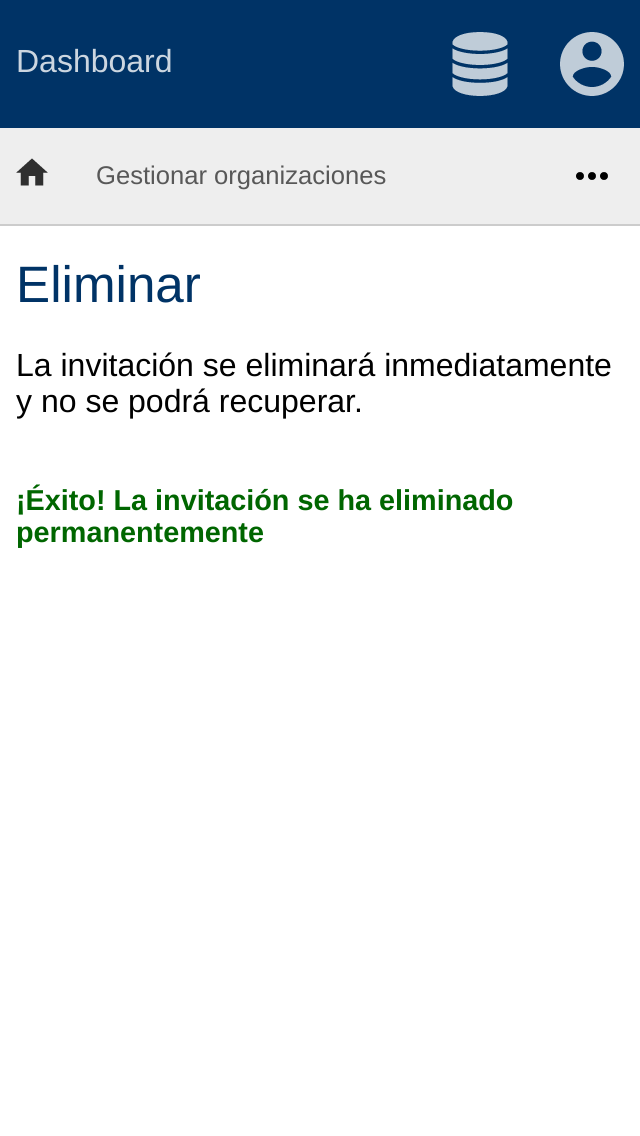 Dashboard
Gestionar organizaciones
Eliminar
La invitación se eliminará inmediatamente
y no se podrá recuperar.
¡Éxito! La invitación se ha eliminado
permanentemente